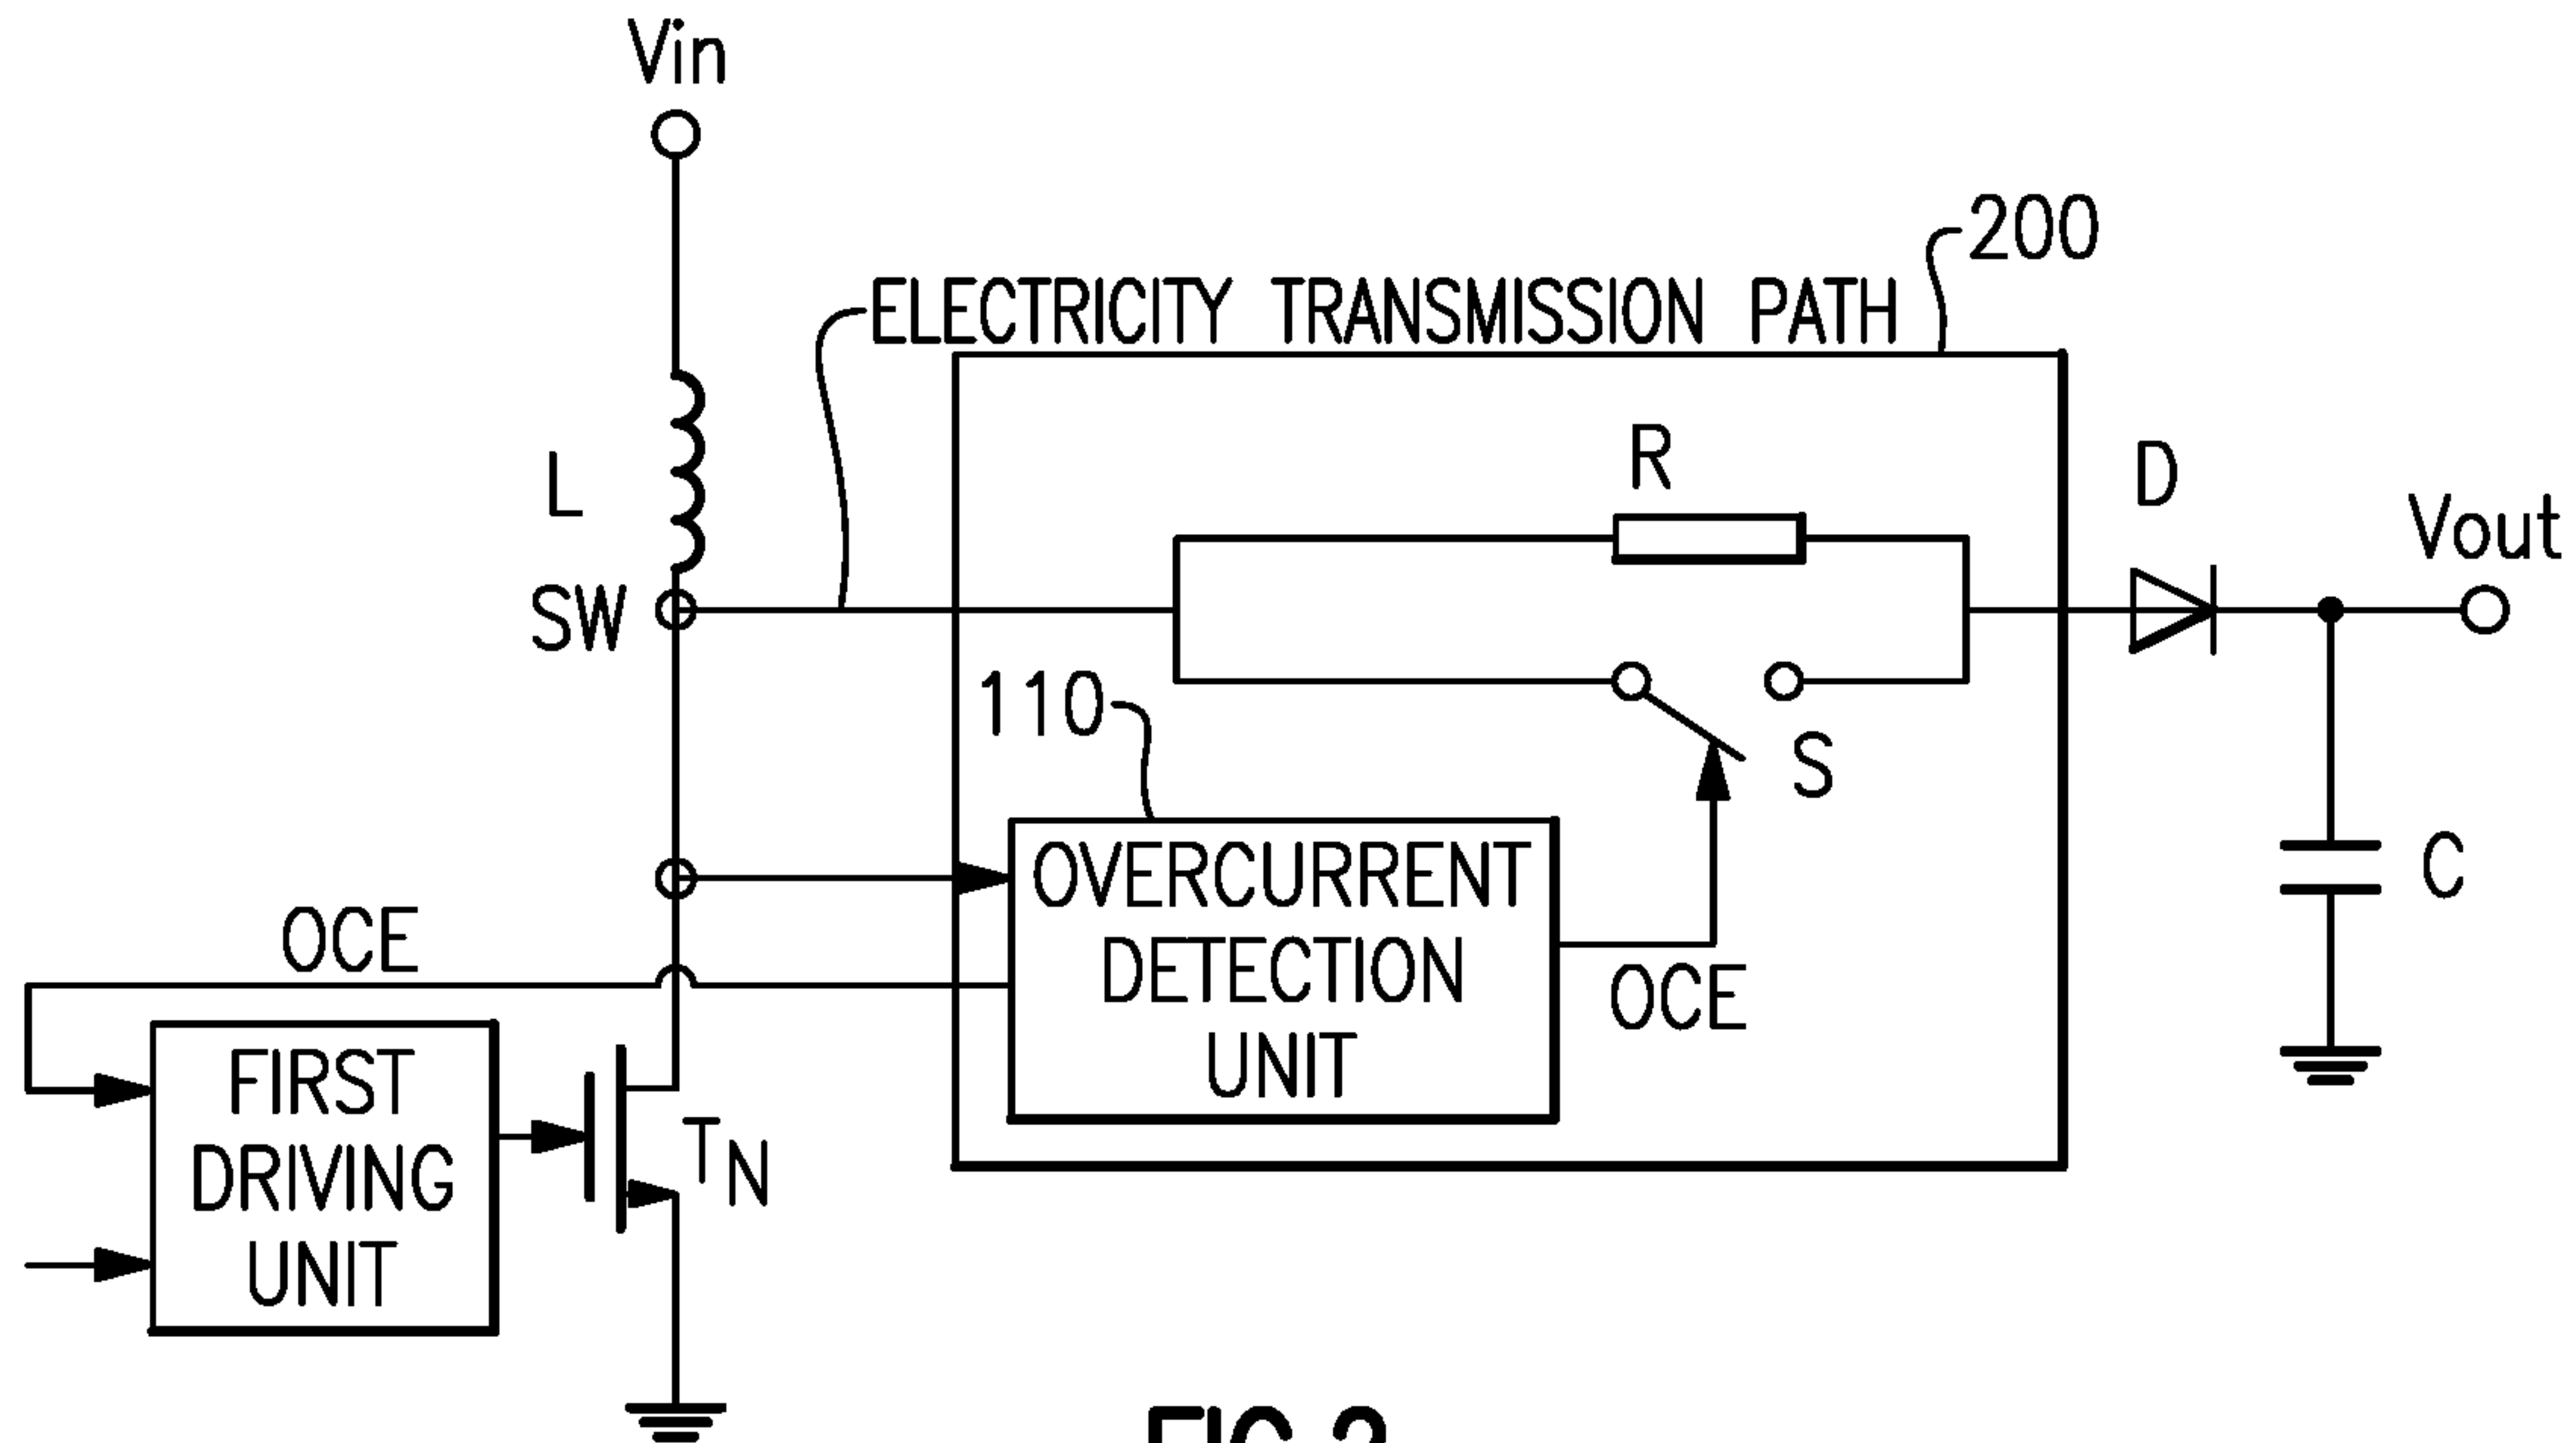 Vin
200
ELECTRICITY TRANSMISSION PATH
R
D
L
Vout
SW
110
S
OVERCURRENT
DETECTION
UNIT
C
OCE
OCE
FIRST
DRIVING
UNIT
TN